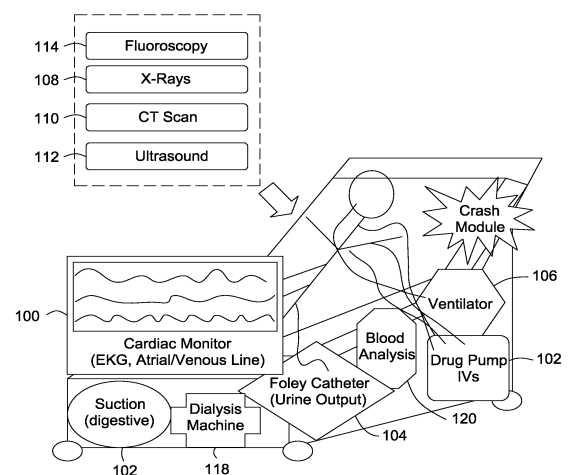 114
Fluoroscopy
108
X-Rays
110
CT Scan
112
Ultrasound
Crash
Module
106
Ventilator
100
Cardiac Monitor
(EKG, Atrial/Venous Line)
Blood
Analysis
Drug Pump
IVs
102
Foley Catheter
(Urine Output)
Suction
(digestive)
Dialysis
Machine
120
104
102
118